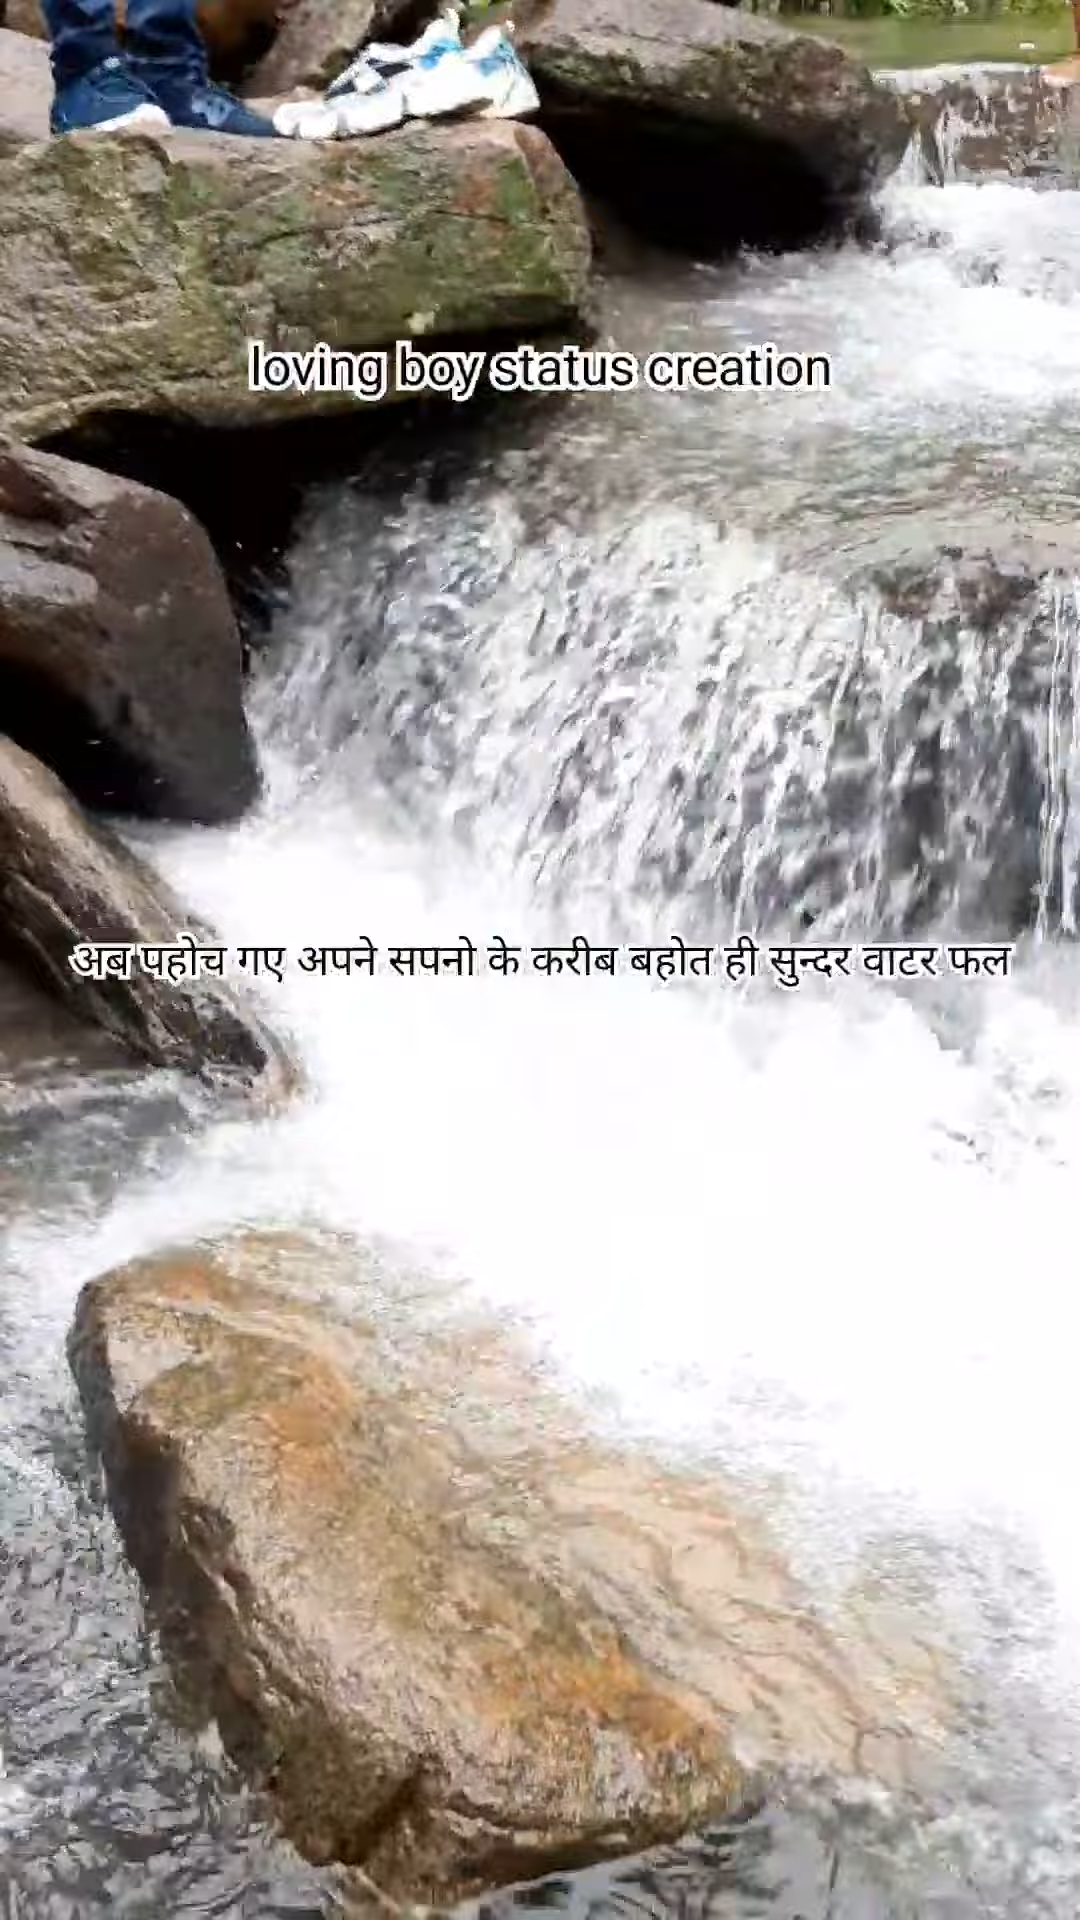 loving boy status creation
अब पहोच गए अपने सपनो के करीब बहोत ही सुन्दर वाटर फल